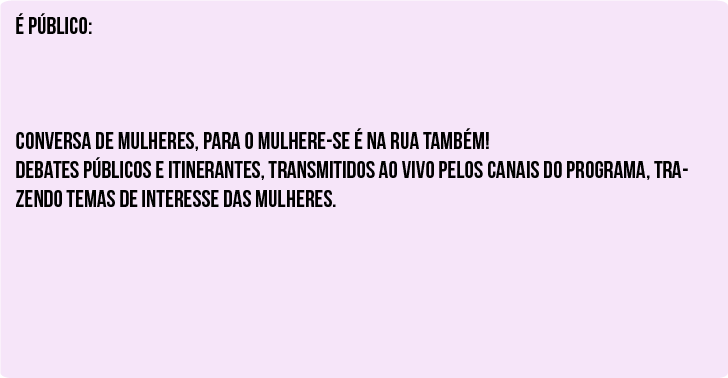 É PÚBLICO:
CONVERSA DE MULHERES, PARA O MULHERE-SE É NA RUA TAMBÉM!
DEBATES PÚBLICOS E ITINERANTES, TRANSMITIDOS AO VIVO PELOS CANAIS DO PROGRAMA, TRA-
ZENDO TEMAS DE INTERESSE DAS MULHERES.